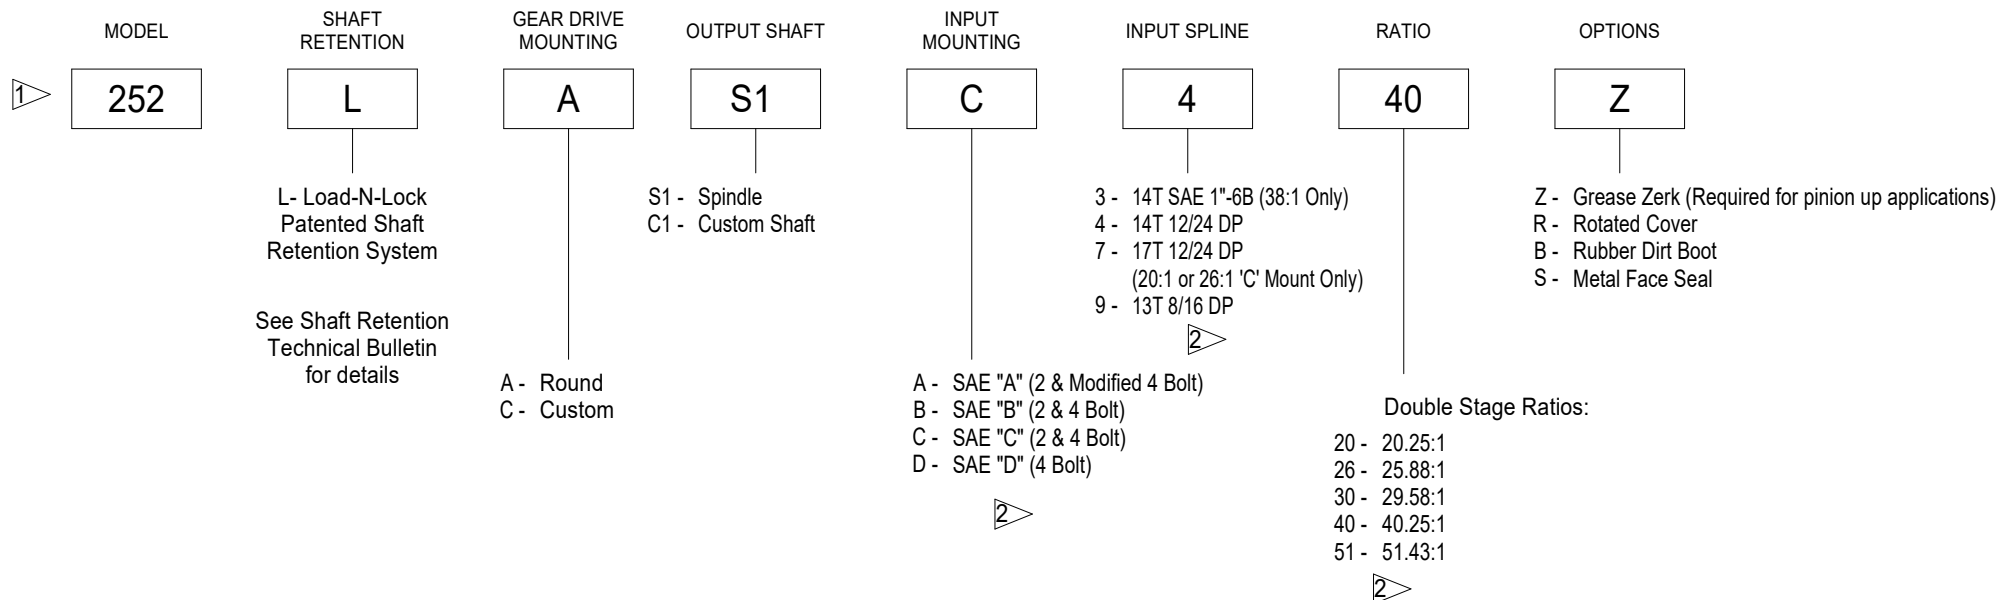 MODEL
SHAFT
RETENTION
GEAR DRIVE
MOUNTING
OUTPUT SHAFT
INPUT
MOUNTING
INPUT SPLINE
RATIO
OPTIONS
1
252
L
A
S1
C
4
40
Z
L- Load-N-Lock
Patented Shaft
Retention System
See Shaft Retention
Technical Bulletin
for details
A - Round
C - Custom
S1 - Spindle
C1 - Custom Shaft
A - SAE "A" (2 & Modified 4 Bolt)
B - SAE "B" (2 & 4 Bolt)
C - SAE "C" (2 & 4 Bolt)
D - SAE "D" (4 Bolt)
2
3 - 14T SAE 1"-6B (38:1 Only)
4 - 14T 12/24 DP
7 - 17T 12/24 DP
(20:1 or 26:1 'C' Mount Only)
9 - 13T 8/16 DP
2
Double Stage Ratios:
20 - 20.25:1
26 - 25.88:1
30 - 29.58:1
40 - 40.25:1
51 - 51.43:1
2
Z - Grease Zerk (Required for pinion up applications)
R - Rotated Cover
B - Rubber Dirt Boot
S - Metal Face Seal